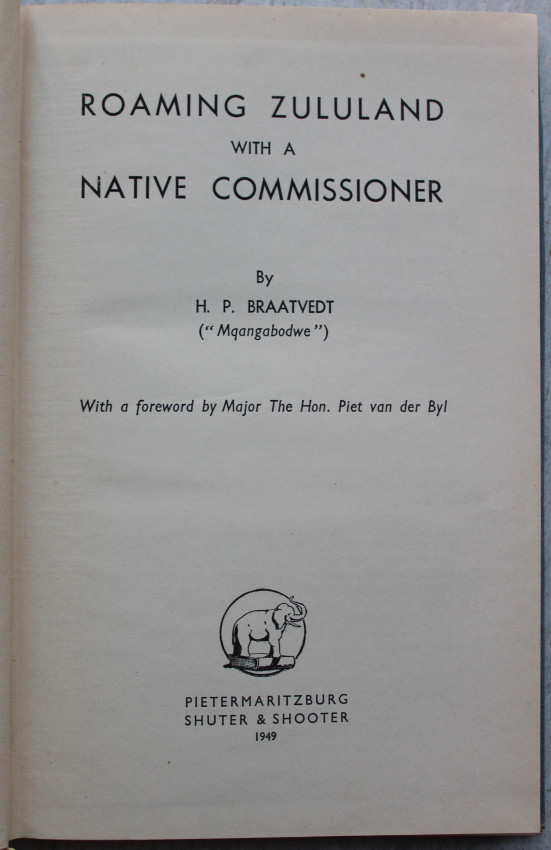 ROAMING ZULULAND
WITH A
NATIVE COMMISSIONER
By
H. P. BRAATVEDT
(“Mqangabodwe”)
With a foreword by Major The Hon. Piet van der Byl
PIETERMARITZBURG
SHUTER & SHOOTER
1949